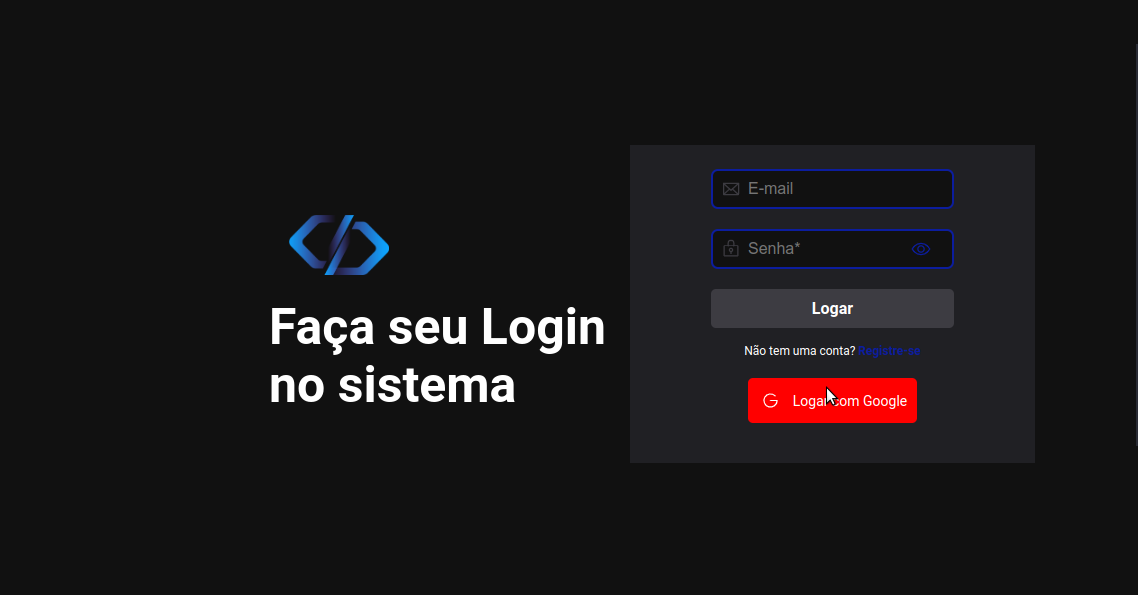 Faça seu Login
no sistema
E-mail
Senha*
Logar
Não tem uma conta? Registre-se
Logar com Google